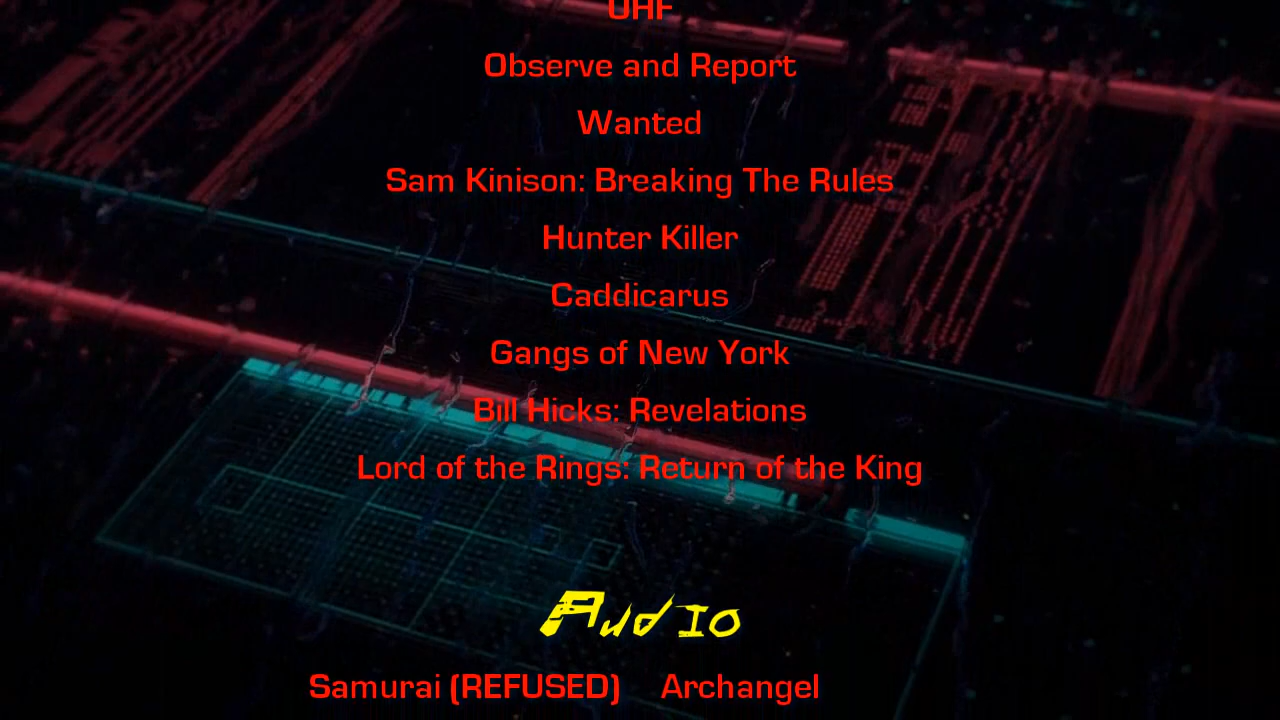 UHF
Observe and Report
Wanted
Sam Kinison: Breaking The Rules
Hunter Killer
Caddicarus
Gangs of New York
Bill Hicks: Revelations
Lord of the Rings: Return of the King
Audio
Samurai (REFUSED) Archangel